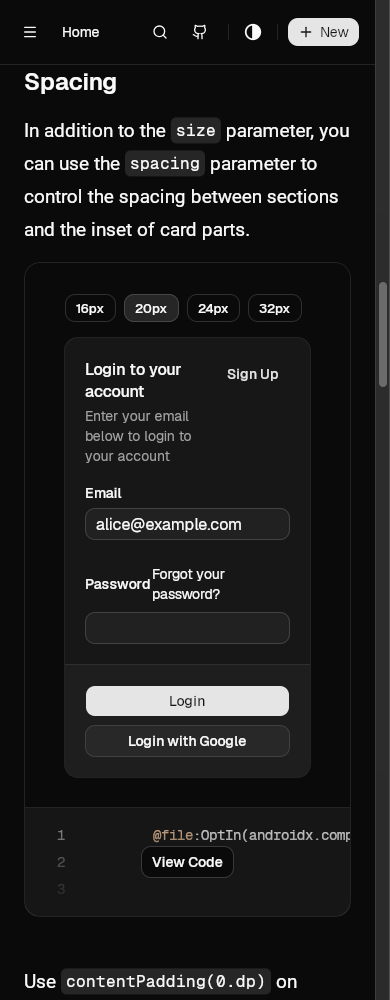 Home
New
Spacing
In addition to the size parameter, you
can use the spacing parameter to
control the spacing between sections
and the inset of card parts.
16px 20px 24px 32px
Login to your
account
Sign Up
Enter your email
below to login to
your account
Email
alice@example.com
Password
Forgot your
password?
Login
Login with Google
1 @file:OptIn(androidx.comp
2
View Code
3
Use contentPadding(0.dp) on